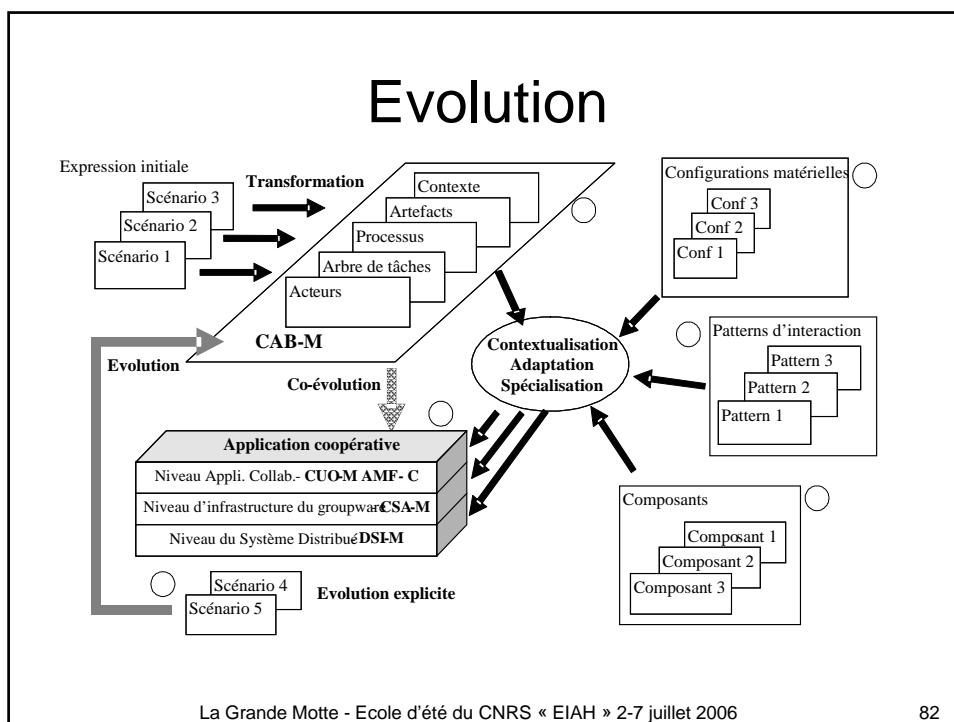 Evolution
Expression initiale
Scénario 3
Scénario 2
Scénario 1
Transformation
Contexte
Artefacts
Processus
Arbre de tâches
Acteurs
CAB-M
Configurations matérielles
Conf 3
Conf 2
Conf 1
Contextualisation
Adaptation
Spécialisation
Patterns d'interaction
Pattern 3
Pattern 2
Pattern 1
Evolution
Co-évolution
Application coopérative
Niveau Appli. Collab.- CUO-M AMF- C
Niveau d'infrastructure du groupware-CSA-M
Niveau du Système Distribué DSI-M
Composants
Composant 1
Composant 2
Composant 3
Scénario 4
Scénario 5
Evolution explicite
La Grande Motte - Ecole d'été du CNRS « EIAH » 2-7 juillet 2006
82